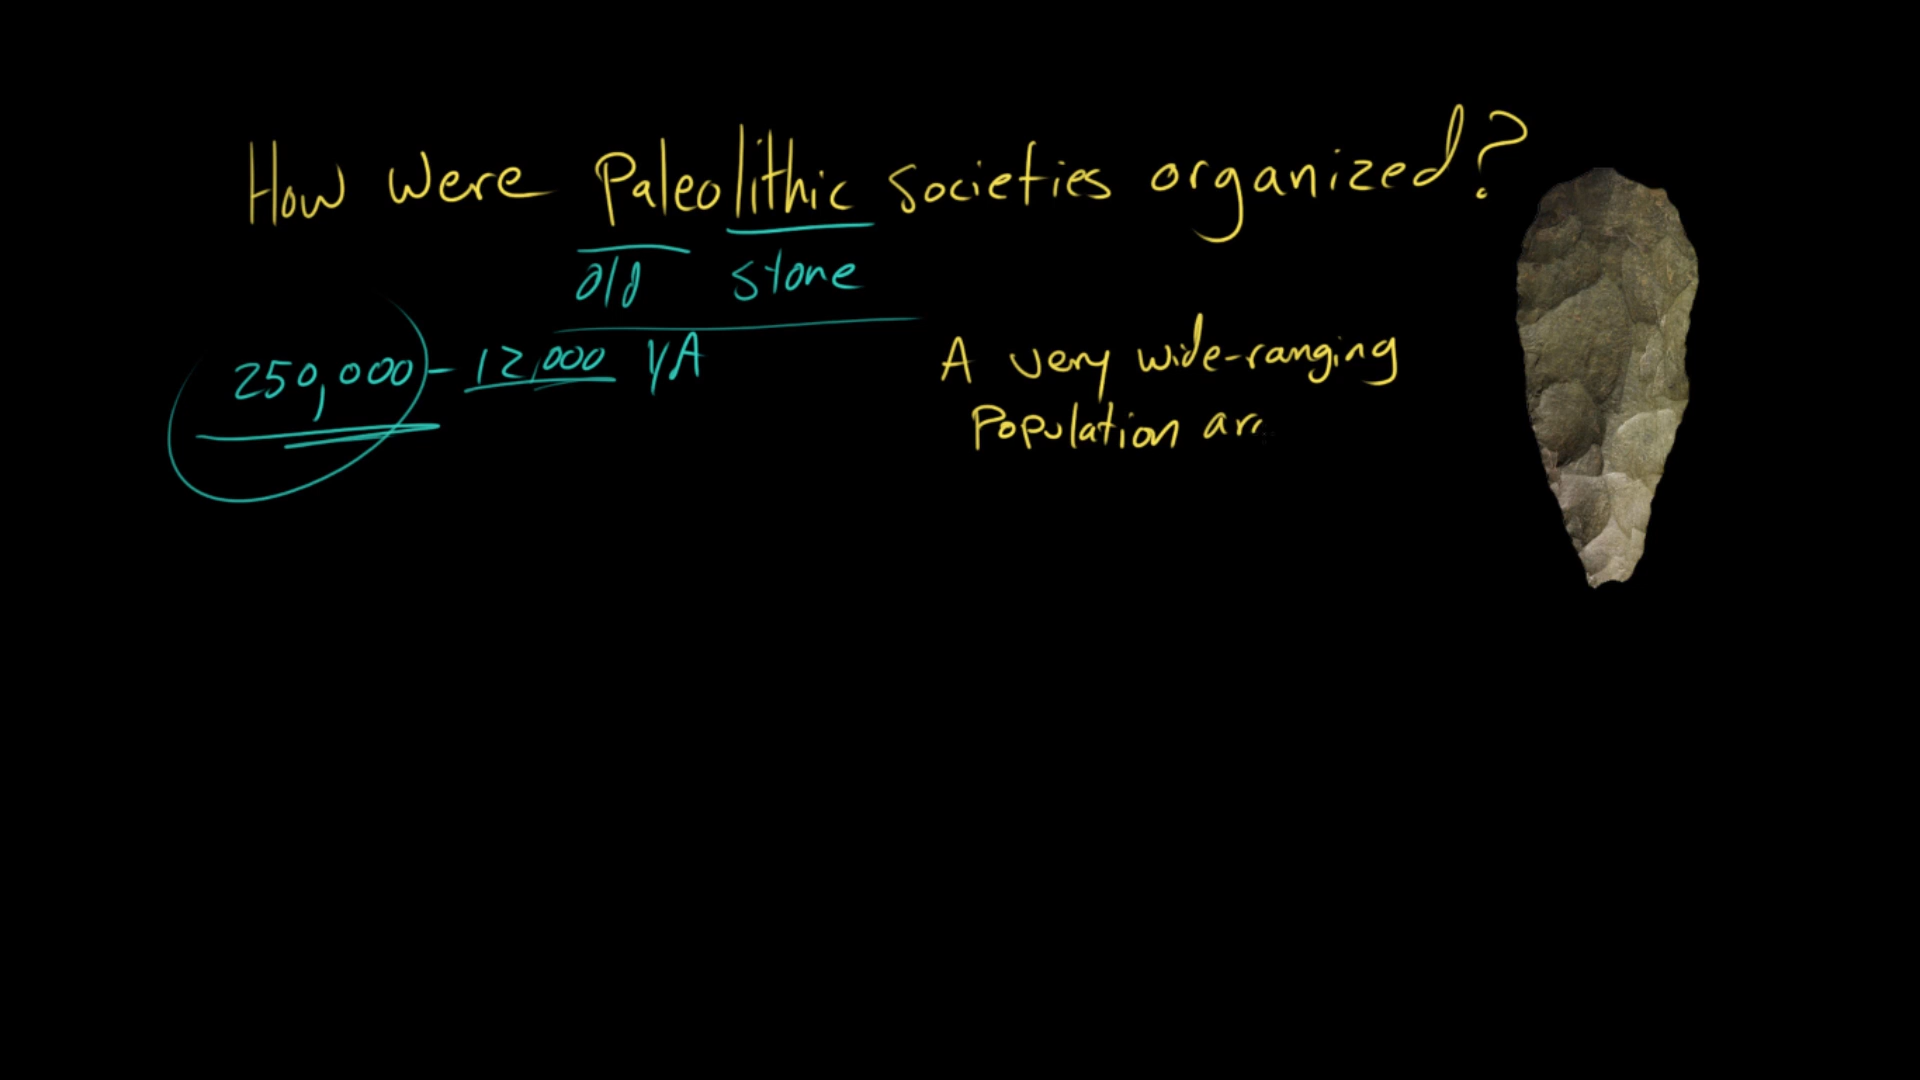 How were Paleolithic societies organized?
old stone
250,000 - 12,000 YA
A very wide-ranging
Population